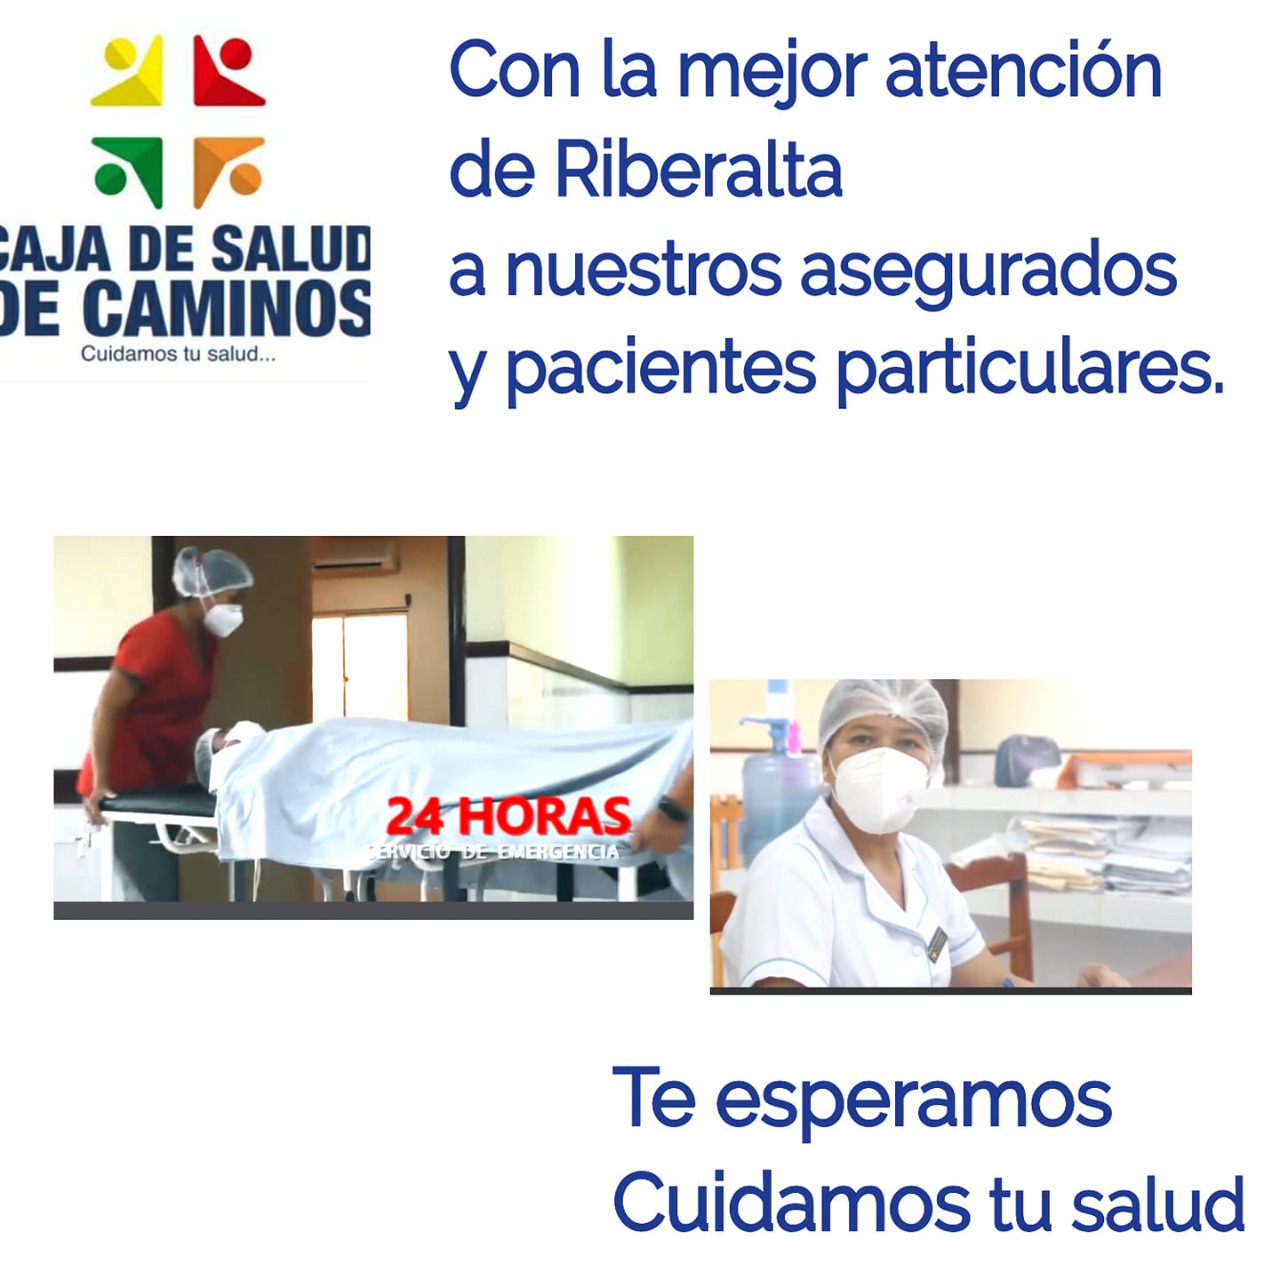 CAJA DE SALUD
DE CAMINOS
Cuidamos tu salud...
Con la mejor atención
de Riberalta
a nuestros asegurados
y pacientes particulares.
24 HORAS
SERVICIO DE EMERGENCIA
Te esperamos
Cuidamos tu salud